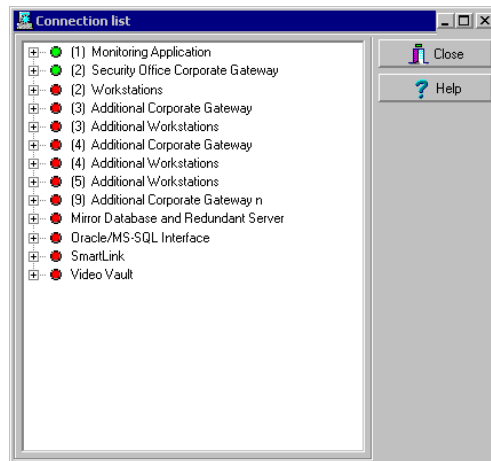 Connection list
(1) Monitoring Application
(2) Security Office Corporate Gateway
(2) Workstations
(3) Additional Corporate Gateway
(3) Additional Workstations
(4) Additional Corporate Gateway
(4) Additional Workstations
(5) Additional Workstations
(9) Additional Corporate Gateway n
Mirror Database and Redundant Server
Oracle/MS-SQL Interface
SmartLink
Video Vault
Close
Help